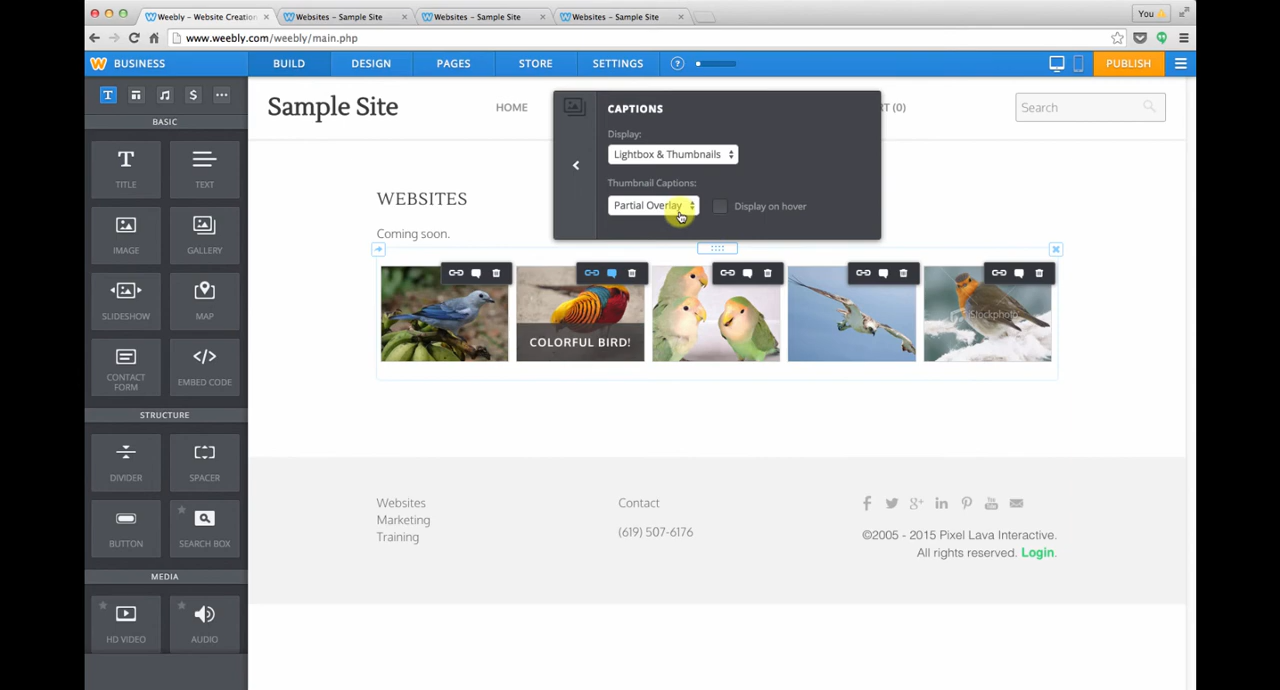 Weebly - Website Creation
Websites - Sample Site
Websites - Sample Site
Websites - Sample Site
You
www.weebly.com/weebly/main.php
W BUSINESS
BUILD
DESIGN
PAGES
STORE
SETTINGS
?
PUBLISH
T
$
BASIC
T
TITLE
TEXT
IMAGE
GALLERY
SLIDESHOW
MAP
CONTACT
FORM
</>
EMBED CODE
STRUCTURE
DIVIDER
SPACER
BUTTON
SEARCH BOX
MEDIA
HD VIDEO
AUDIO
Sample Site
HOME
RT (0)
Search
CAPTIONS
Display:
Lightbox & Thumbnails
Thumbnail Captions:
Partial Overlay
Display on hover
WEBSITES
Coming soon.
COLORFUL BIRD!
iStockphoto
Websites
Marketing
Training
Contact
(619) 507-6176
©2005 - 2015 Pixel Lava Interactive.
All rights reserved. Login.